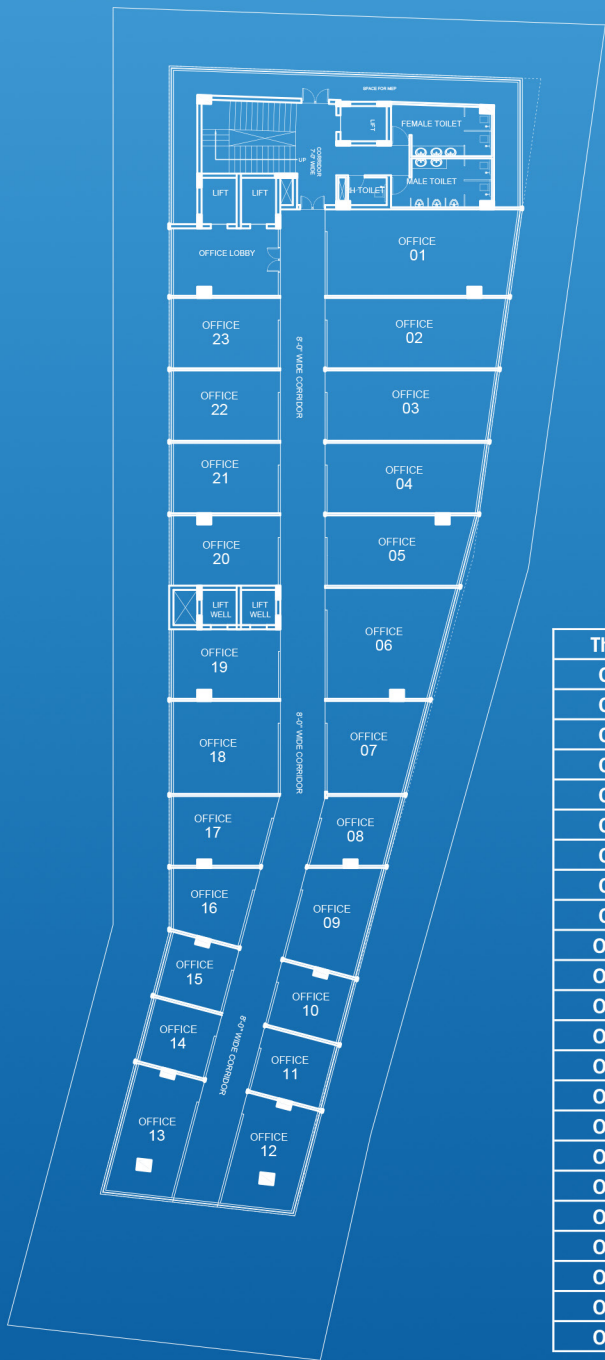 SPACE FOR MEP
FEMALE TOILET
LIFT
CORRIDOR
7'-0" WIDE
UP
MALE TOILET
H TOILET
LIFT
LIFT
OFFICE LOBBY
OFFICE
01
OFFICE
23
OFFICE
02
8'-0" WIDE CORRIDOR
OFFICE
22
OFFICE
03
OFFICE
21
OFFICE
04
OFFICE
20
OFFICE
05
LIFT
WELL
LIFT
WELL
OFFICE
19
OFFICE
06
OFFICE
18
8'-0" WIDE CORRIDOR
OFFICE
07
OFFICE
17
OFFICE
08
OFFICE
16
OFFICE
09
OFFICE
15
OFFICE
10
OFFICE
14
8'-0" WIDE CORRIDOR
OFFICE
11
OFFICE
13
OFFICE
12